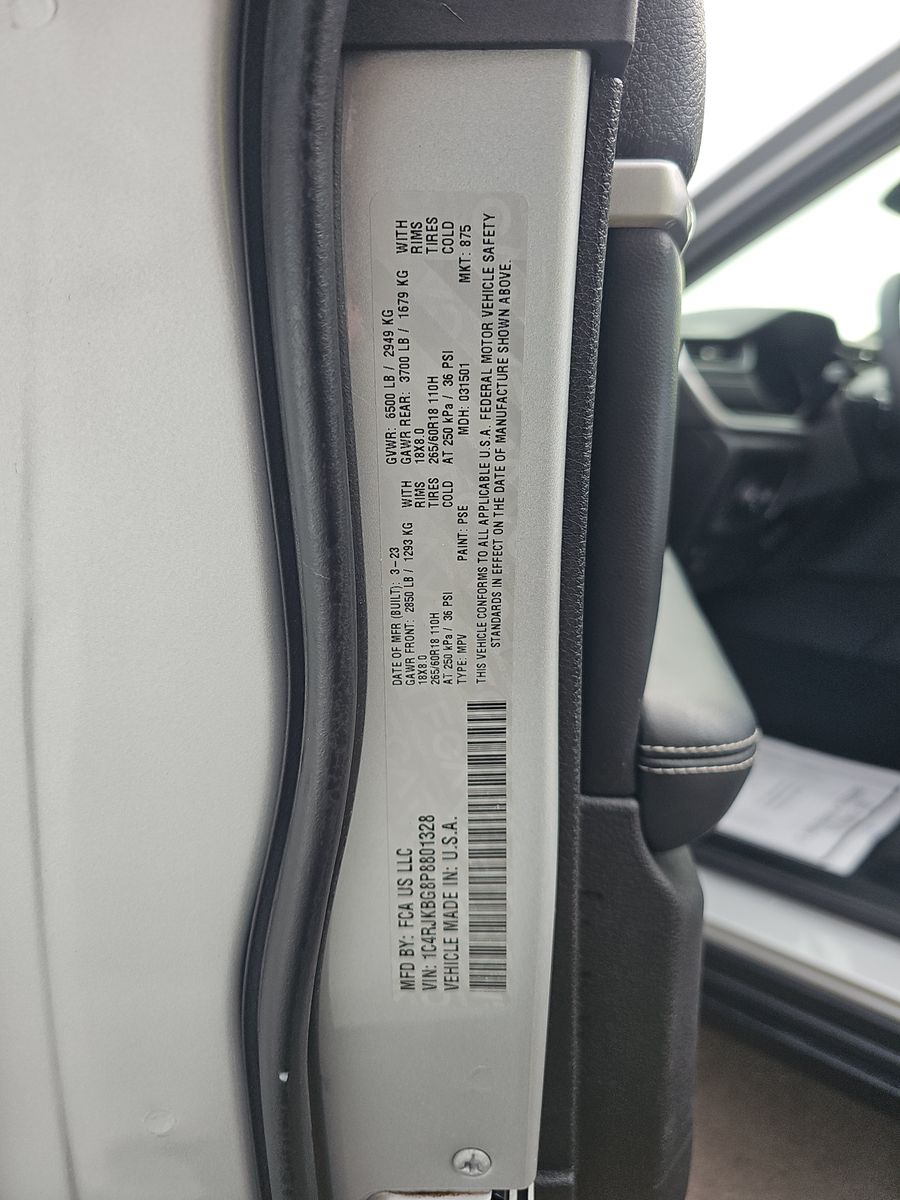 MFD BY: FCA US LLC
VIN: 1C4RJKBG8P8801328
VEHICLE MADE IN: U.S.A.
DATE OF MFR (BUILT): 3-23 GVWR: 6500 LB / 2949 KG
GAWR FRONT: 2850 LB / 1293 KG WITH GAWR REAR: 3700 LB / 1679 KG WITH
18X8.0 RIMS 18X8.0 RIMS
265/60R18 110H TIRES 265/60R18 110H TIRES
AT 250 kPa / 36 PSI COLD AT 250 kPa / 36 PSI COLD
TYPE: MPV PAINT: PSE MDH: 031501 MKT: 875
THIS VEHICLE CONFORMS TO ALL APPLICABLE U.S.A. FEDERAL MOTOR VEHICLE SAFETY
STANDARDS IN EFFECT ON THE DATE OF MANUFACTURE SHOWN ABOVE.